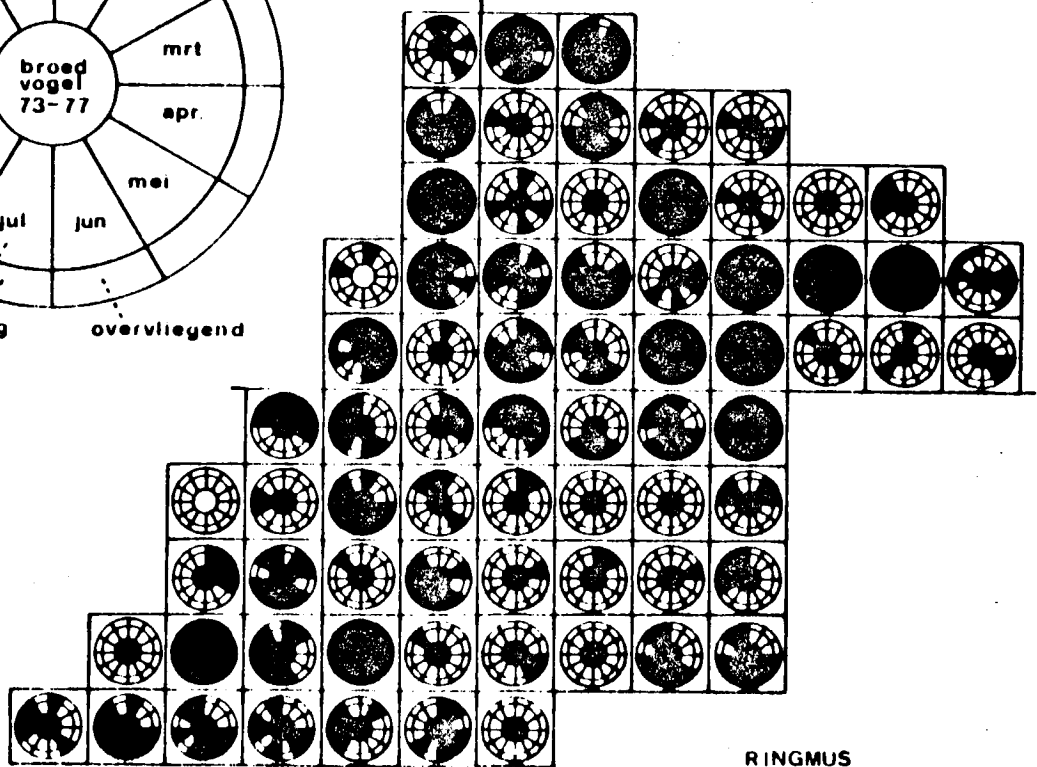 mrt
broed
vogel
73-77
apr.
mei
jul
jun
overvliegend
RINGMUS